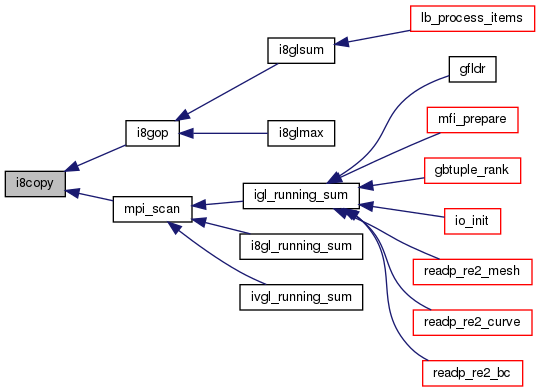 lb_process_items
i8glsum
gfldr
mfi_prepare
i8gop
i8glmax
gbtuple_rank
i8copy
igl_running_sum
mpi_scan
io_init
i8gl_running_sum
readp_re2_mesh
ivgl_running_sum
readp_re2_curve
readp_re2_bc